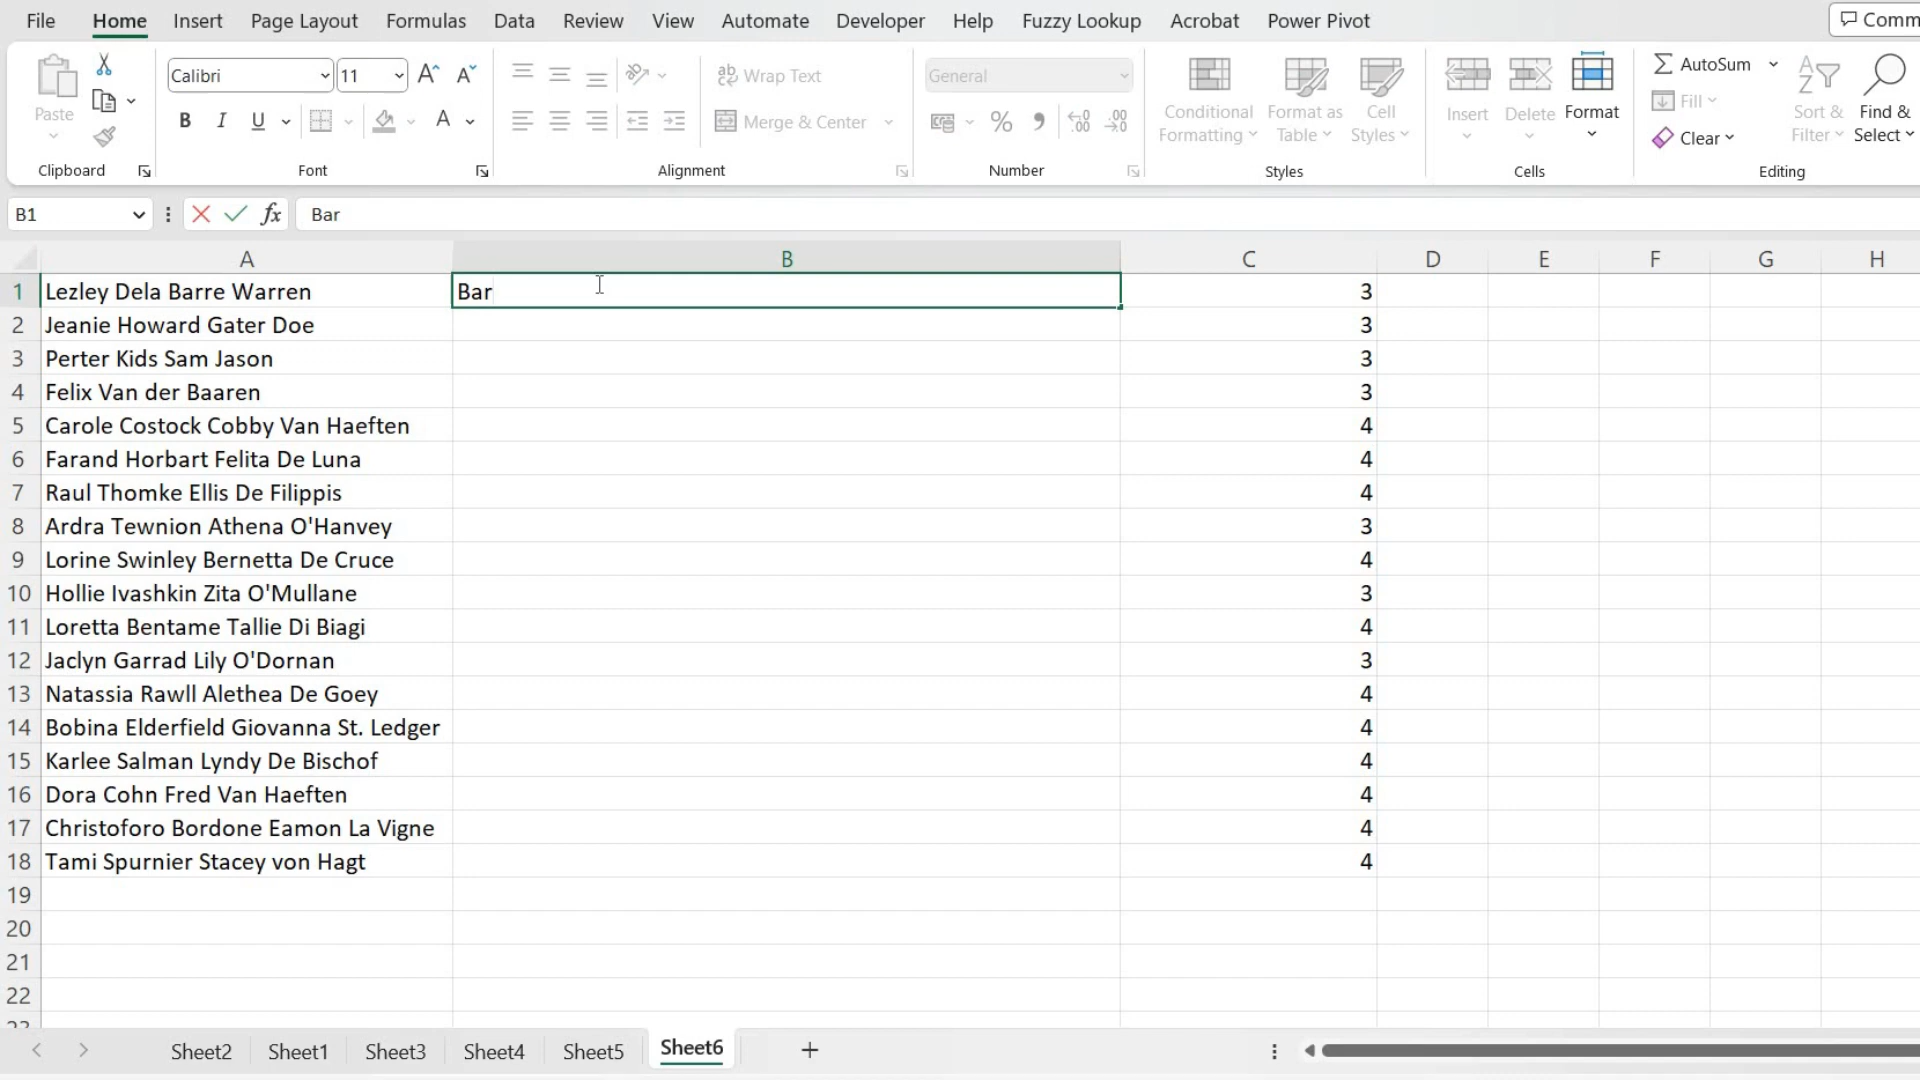 File Home Insert Page Layout Formulas Data Review View Automate Developer Help Fuzzy Lookup Acrobat Power Pivot Comm
Paste Calibri 11 A A ab Wrap Text General Conditional Formatting Format as Table Cell Styles Insert Delete Format AutoSum Sort & Filter Find & Select
B I U A Merge & Center % Fill
Clear
Clipboard Font Alignment Number Styles Cells Editing
B1 fx Bar
A B C D E F G H
1 Lezley Dela Barre Warren Bar 3
2 Jeanie Howard Gater Doe 3
3 Perter Kids Sam Jason 3
4 Felix Van der Baaren 3
5 Carole Costock Cobby Van Haeften 4
6 Farand Horbart Felita De Luna 4
7 Raul Thomke Ellis De Filippis 4
8 Ardra Tewnion Athena O'Hanvey 3
9 Lorine Swinley Bernetta De Cruce 4
10 Hollie Ivashkin Zita O'Mullane 3
11 Loretta Bentame Tallie Di Biagi 4
12 Jaclyn Garrad Lily O'Dornan 3
13 Natassia Rawll Alethea De Goey 4
14 Bobina Elderfield Giovanna St. Ledger 4
15 Karlee Salman Lyndy De Bischof 4
16 Dora Cohn Fred Van Haeften 4
17 Christoforo Bordone Eamon La Vigne 4
18 Tami Spurnier Stacey von Hagt 4
19
20
21
22
Sheet2 Sheet1 Sheet3 Sheet4 Sheet5 Sheet6